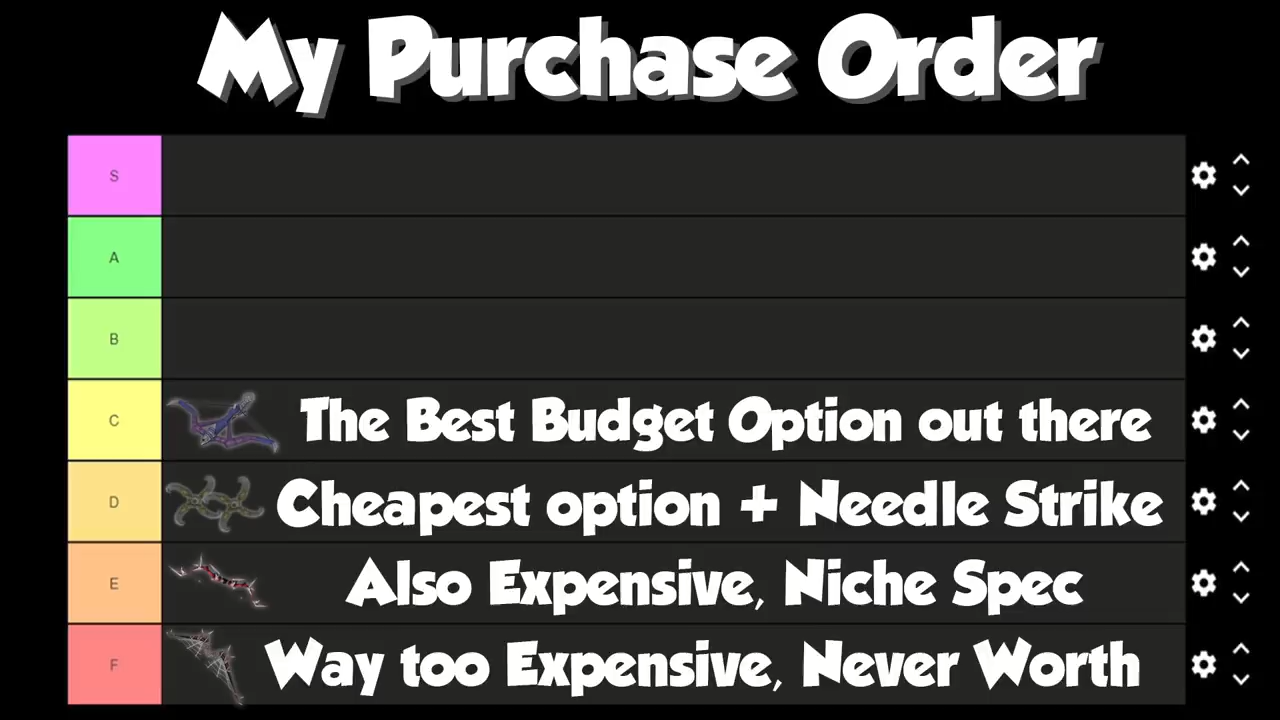 My Purchase Order
S
A
B
C The Best Budget Option out there
D Cheapest option + Needle Strike
E Also Expensive, Niche Spec
F Way too Expensive, Never Worth